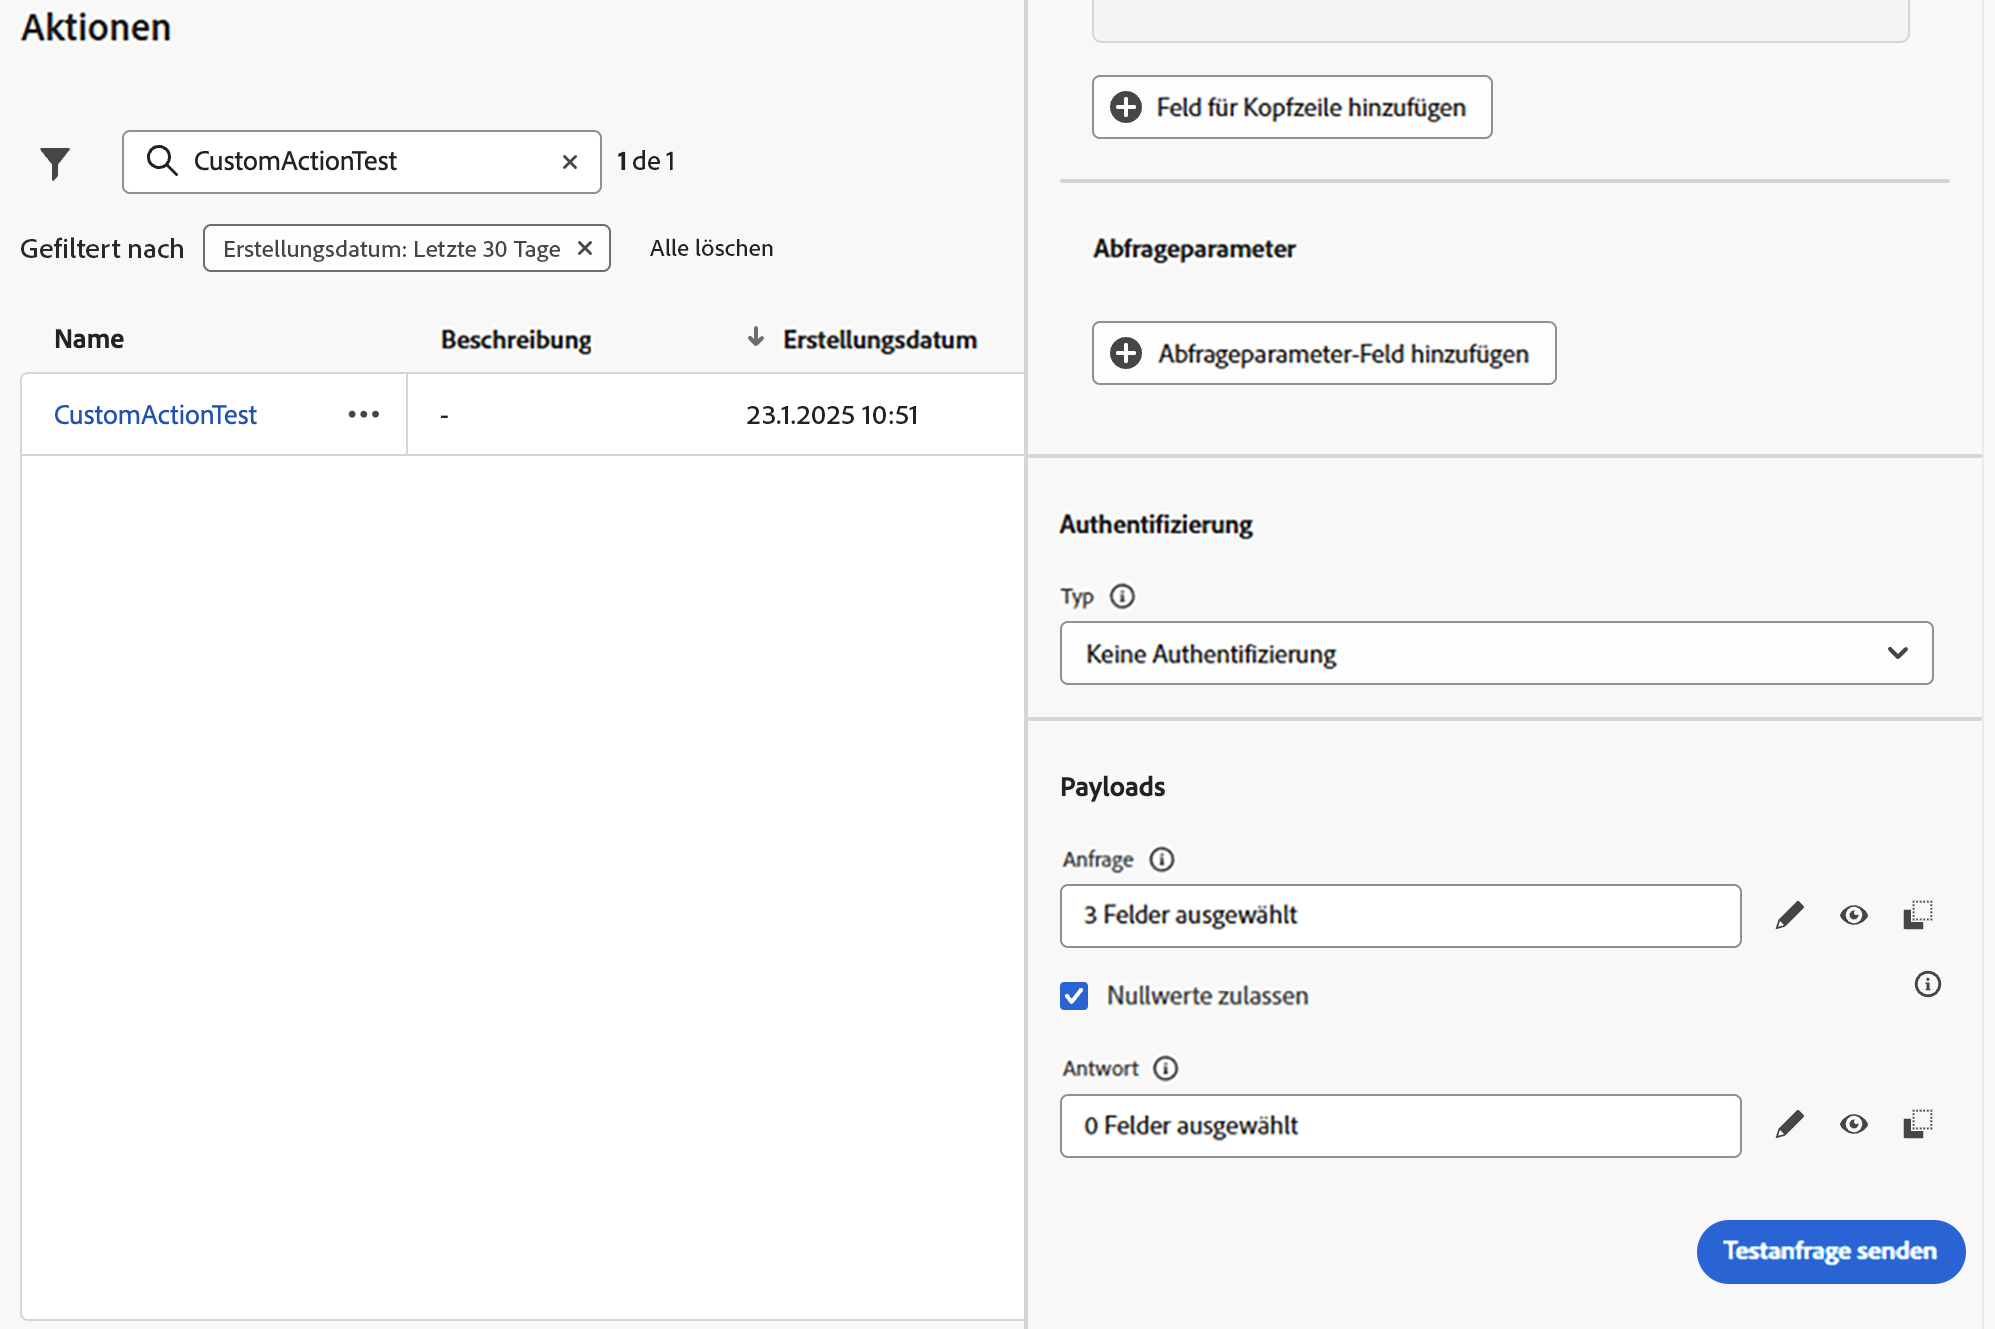 Aktionen
CustomActionTest
1 de 1
Gefiltert nach
Erstellungsdatum: Letzte 30 Tage
Alle löschen
Name
Beschreibung
Erstellungsdatum
CustomActionTest
-
23.1.2025 10:51
Feld für Kopfzeile hinzufügen
Abfrageparameter
Abfrageparameter-Feld hinzufügen
Authentifizierung
Typ
Keine Authentifizierung
Payloads
Anfrage
3 Felder ausgewählt
Nullwerte zulassen
Antwort
0 Felder ausgewählt
Testanfrage senden